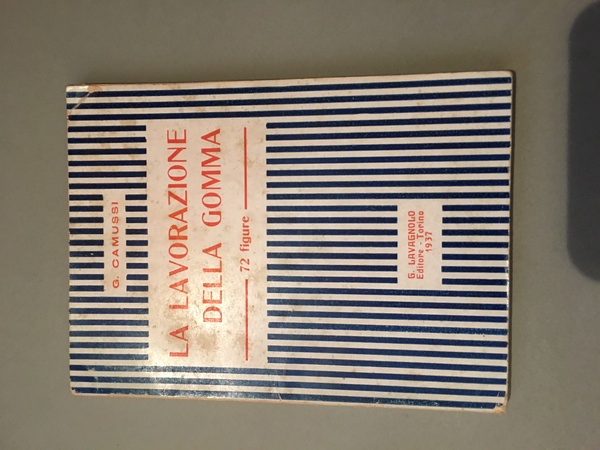 G. CAMUSSI
LA LAVORAZIONE
DELLA GOMMA
72 figure
G. LAVAGNOLO
Editore - Torino
1937